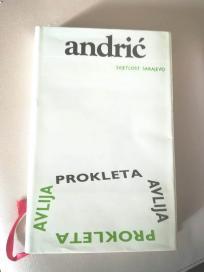 andrić
SVJETLOST SARAJEVO
PROKLETA
AVLIJA
PROKLETA
AVLIJA